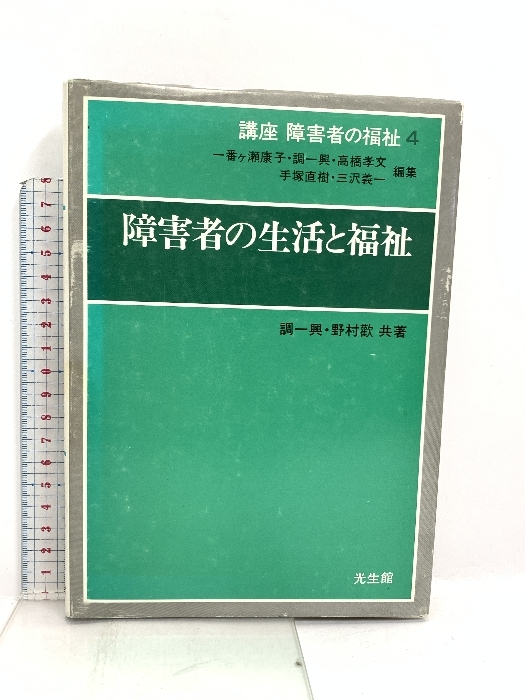 講座 障害者の福祉 4
一番ヶ瀬康子・調一興・高橋孝文
手塚直樹・三沢義一 編集
障害者の生活と福祉
調一興・野村歡 共著
光生館